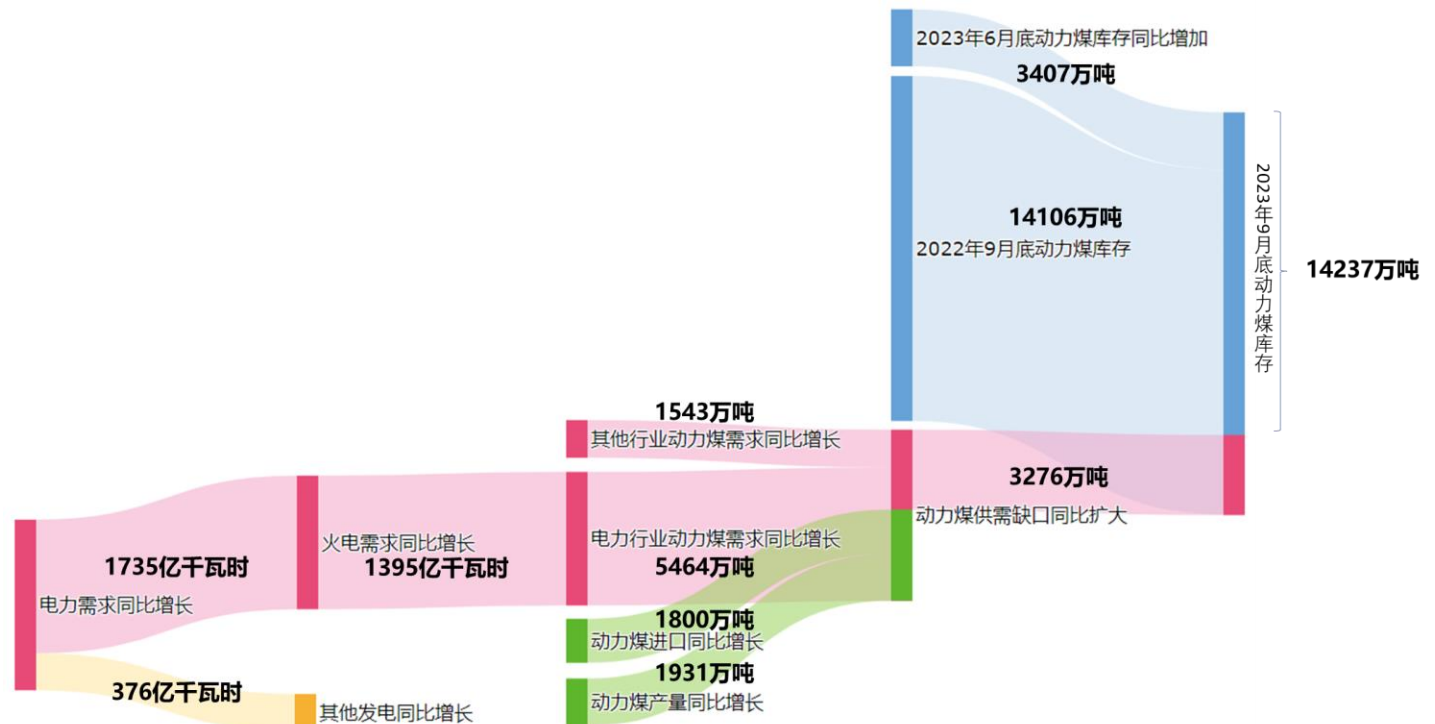 2023年6月底动力煤库存同比增加
3407万吨
14106万吨
2022年9月底动力煤库存
2023年9月底动力煤库存
14237万吨
1543万吨
其他行业动力煤需求同比增长
3276万吨
动力煤供需缺口同比扩大
火电需求同比增长
电力行业动力煤需求同比增长
1735亿千瓦时
1395亿千瓦时
5464万吨
电力需求同比增长
1800万吨
动力煤进口同比增长
1931万吨
376亿千瓦时
动力煤产量同比增长
其他发电同比增长